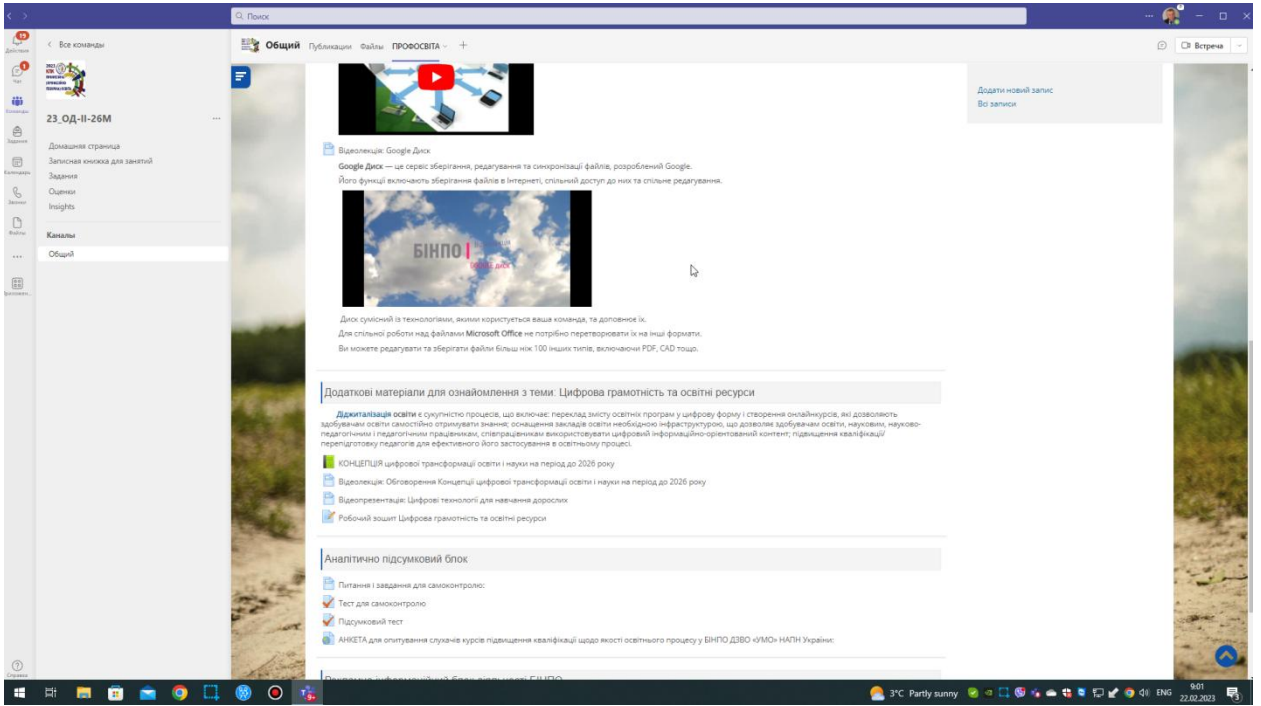 Поиск
19
Действия
Чат
Команды
Задания
Календарь
Звонки
Файлы
Справка
Все команды
23_ОД-ІІ-26М
Домашняя страница
Записная книжка для занятий
Задания
Оценки
Insights
Каналы
Общий
Общий Публикации Файлы ПРОФОСВІТА
Встреча
Додати новий запис
Всі записи
Відеолекція: Google Диск
Google Диск — це сервіс зберігання, редагування та синхронізації файлів, розроблений Google.
Його функції включають зберігання файлів в Інтернеті, спільний доступ до них та спільне редагування.
БІНПО
Диск сумісний із технологіями, якими користується ваша команда, та доповнює їх.
Для спільної роботи над файлами Microsoft Office не потрібно перетворювати їх на інші формати.
Ви можете редагувати та зберігати файли більш ніж 100 інших типів, включаючи PDF, CAD тощо.
Додаткові матеріали для ознайомлення з теми: Цифрова грамотність та освітні ресурси
Діджиталізація освіти є сукупністю процесів, що включає: переклад змісту освітніх програм у цифрову форму і створення онлайнкурсів, які дозволяють
здобувачам освіти самостійно отримувати знання; оснащення закладів освіти необхідною інфраструктурою, що дозволяє здобувачам освіти, науковим, науково-
педагогічним і педагогічним працівникам, співпрацівникам використовувати цифровий інформаційно-орієнтований контент; підвищення кваліфікації/
перепідготовку педагогів для ефективного його застосування в освітньому процесі.
КОНЦЕПЦІЯ цифрової трансформації освіти і науки на період до 2026 року
Відеолекція: Обговорення Концепції цифрової трансформації освіти і науки на період до 2026 року
Відеопрезентація: Цифрові технології для навчання дорослих
Робочий зошит Цифрова грамотність та освітні ресурси
Аналітично підсумковий блок
Питання і завдання для самоконтролю:
Тест для самоконтролю
Підсумковий тест
АНКЕТА для опитування слухачів курсів підвищення кваліфікації щодо якості освітнього процесу у БІНПО ДЗВО «УМО» НАПН України:
3°C Partly sunny
ENG
9:01
22.02.2023